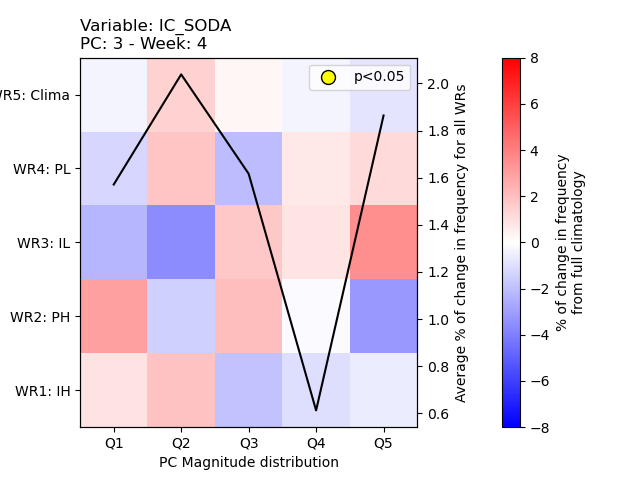 Variable: IC_SODA
PC: 3 - Week: 4
p<0.05
WR5: Clima
WR4: PL
WR3: IL
WR2: PH
WR1: IH
Q1 Q2 Q3 Q4 Q5
PC Magnitude distribution
2.0
1.8
1.6
1.4
1.2
1.0
0.8
0.6
Average % of change in frequency for all WRs
8
6
4
2
0
−2
−4
−6
−8
% of change in frequency
from full climatology